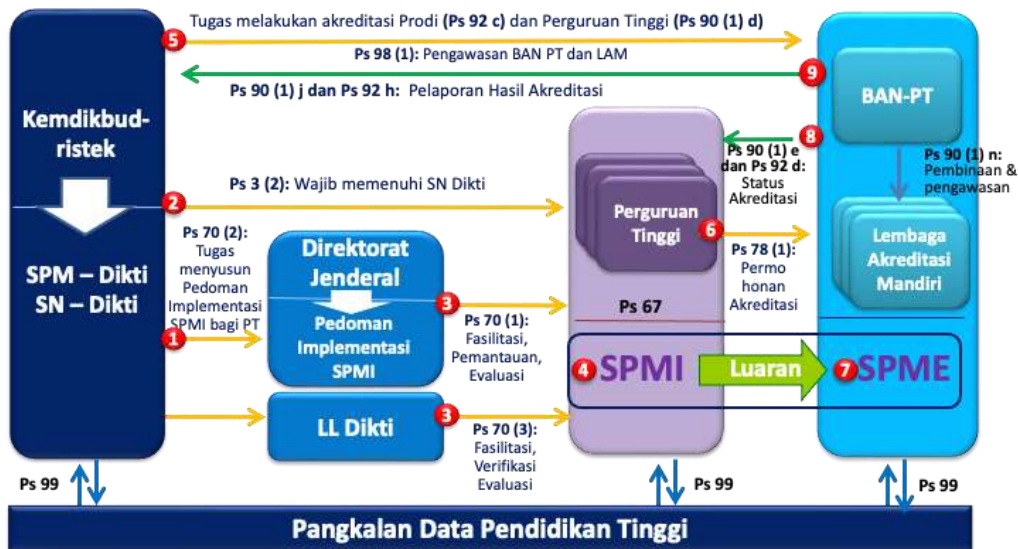 Tugas melakukan akreditasi Prodi (Ps 92 c) dan Perguruan Tinggi (Ps 90 (1) d)
5
Ps 98 (1): Pengawasan BAN PT dan LAM
9
Ps 90 (1) j dan Ps 92 h: Pelaporan Hasil Akreditasi
BAN-PT
Kemdikbud-
ristek
8
Ps 90 (1) e
dan Ps 92 d:
Status
Akreditasi
Ps 90 (1) n:
Pembinaan &
pengawasan
Ps 3 (2): Wajib memenuhi SN Dikti
2
Perguruan
Tinggi
6
Ps 78 (1):
Permo
honan
Akreditasi
Lembaga
Akreditasi
Mandiri
SPM – Dikti
SN – Dikti
Ps 70 (2):
Tugas
menyusun
Pedoman
Implementasi
SPMI bagi PT
1
Direktorat
Jenderal
Pedoman
Implementasi
SPMI
3
Ps 70 (1):
Fasilitasi,
Pemantauan,
Evaluasi
Ps 67
4
SPMI
Luaran
7
SPME
LL Dikti
3
Ps 70 (3):
Fasilitasi,
Verifikasi
Evaluasi
Ps 99
Ps 99
Ps 99
Pangkalan Data Pendidikan Tinggi